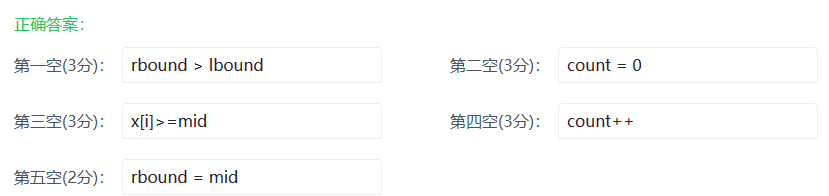 正确答案：
第一空(3分)： rbound > lbound 第二空(3分)： count = 0
第三空(3分)： x[i]>=mid 第四空(3分)： count++
第五空(2分)： rbound = mid